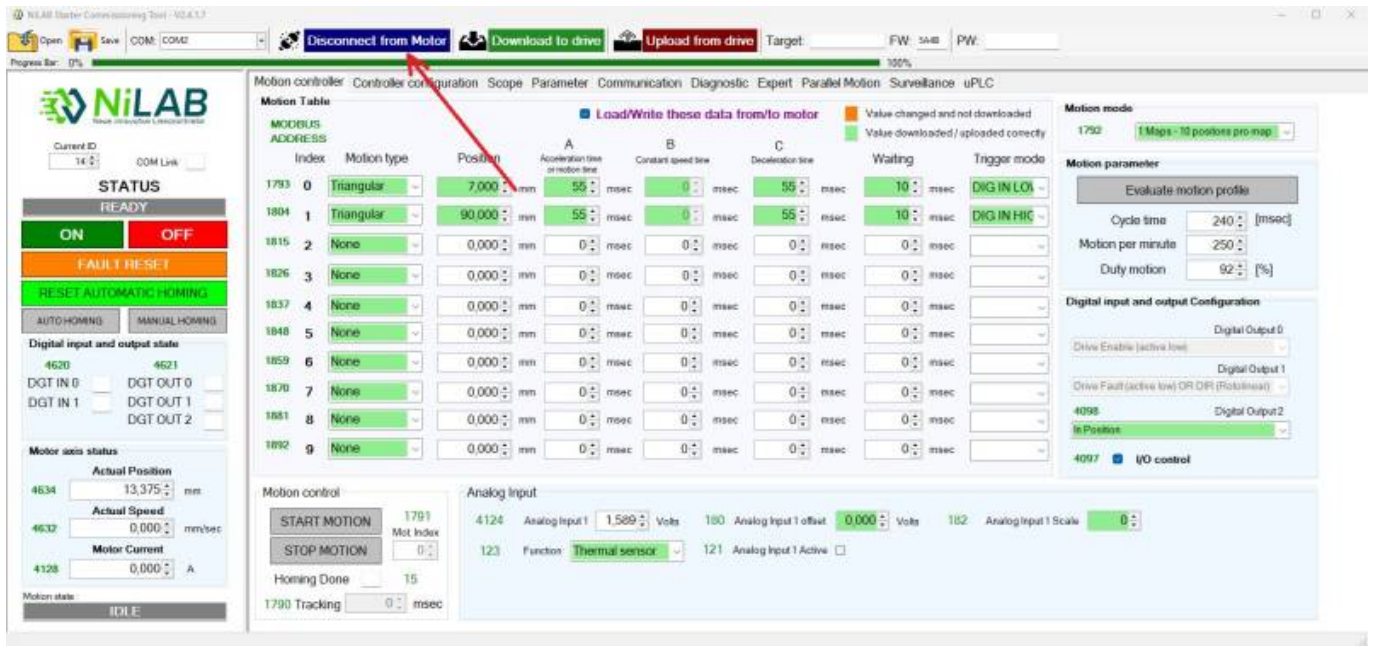 NiLAB Starter Commissioning Tool - V2.4.1.7
Open Save COM: COM2 Disconnect from Motor Download to drive Upload from drive Target: FW: PW:
Progress Bar: 0% 100%
Motion controller Controller configuration Scope Parameter Communication Diagnostic Expert Parallel Motion Surveillance uPLC
NiLAB
Current ID
14 COM Link
STATUS
READY
ON OFF
FAULT RESET
RESET AUTOMATIC HOMING
AUTO HOMING MANUAL HOMING
Digital input and output state
4620 4621
DGT IN 0 DGT OUT 0
DGT IN 1 DGT OUT 1
DGT OUT 2
Motor axis status
Actual Position
4634 13,375 mm
Actual Speed
4632 0,000 mm/sec
Motor Current
4128 0,000 A
Motion state
IDLE
Motion Table
Load/Write these data from/to motor
Value changed and not downloaded
Value downloaded / uploaded correctly
MODBUS
ADDRESS
A B C
Index Motion type Position Acceleration time or motion time Constant speed time Deceleration time Waiting Trigger mode
1793 0 Triangular 7,000 mm 55 msec 0 msec 55 msec 10 msec DIG IN LOW
1804 1 Triangular 90,000 mm 55 msec 0 msec 55 msec 10 msec DIG IN HIG
1815 2 None 0,000 mm 0 msec 0 msec 0 msec 0 msec
1826 3 None 0,000 mm 0 msec 0 msec 0 msec 0 msec
1837 4 None 0,000 mm 0 msec 0 msec 0 msec 0 msec
1848 5 None 0,000 mm 0 msec 0 msec 0 msec 0 msec
1859 6 None 0,000 mm 0 msec 0 msec 0 msec 0 msec
1870 7 None 0,000 mm 0 msec 0 msec 0 msec 0 msec
1881 8 None 0,000 mm 0 msec 0 msec 0 msec 0 msec
1892 9 None 0,000 mm 0 msec 0 msec 0 msec 0 msec
Motion control
START MOTION 1791
Mot Index
STOP MOTION 0
Homing Done 15
1790 Tracking 0 msec
Analog Input
4124 Analog Input 1 1,589 Volts 180 Analog Input 1 offset 0,000 Volts 182 Analog Input 1 Scale 0
123 Function Thermal sensor 121 Analog Input 1 Active
Motion mode
1792 1 Maps - 10 positions pro map
Motion parameter
Evaluate motion profile
Cycle time 240 [msec]
Motion per minute 250
Duty motion 92 [%]
Digital input and output Configuration
Digital Output 0
Drive Enable (active low)
Digital Output 1
Drive Fault (active low) OR DIR (Rotolinear)
4098 Digital Output 2
In Position
4097 I/O control